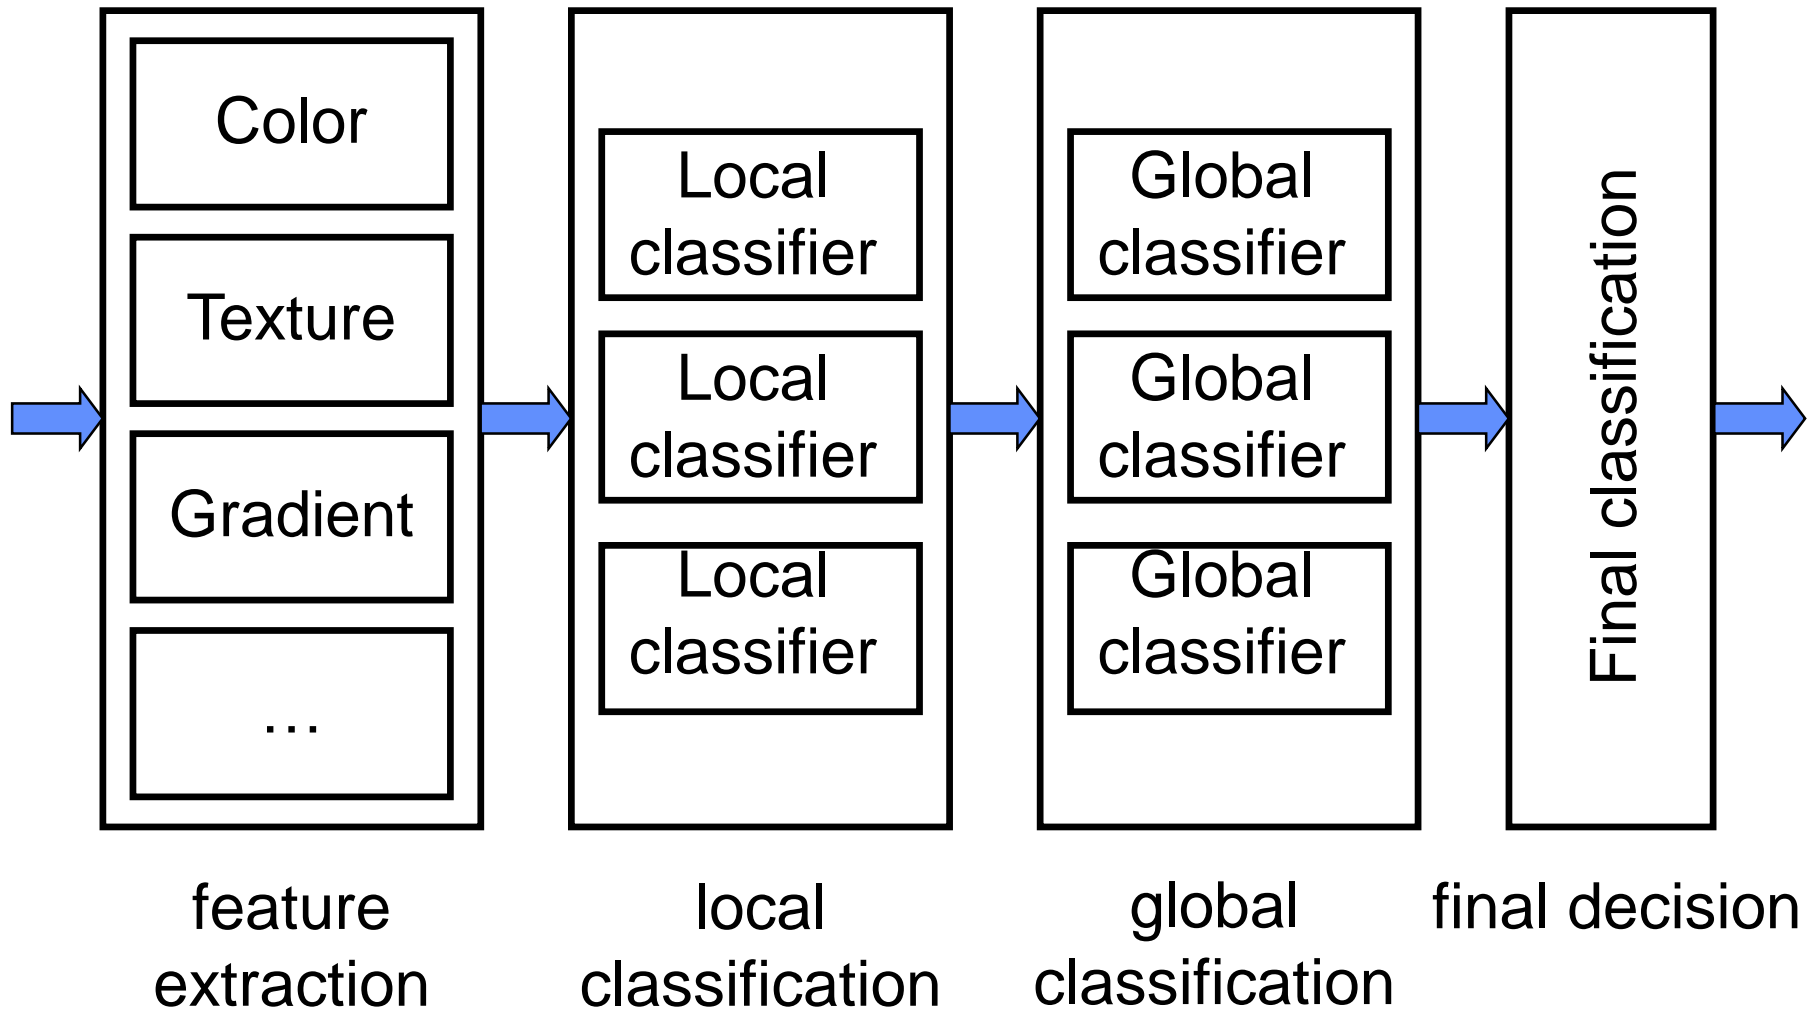 Color
Texture
Gradient
…
Local
classifier
Local
classifier
Local
classifier
Global
classifier
Global
classifier
Global
classifier
Final classification
feature
extraction
local
classification
global
classification
final decision